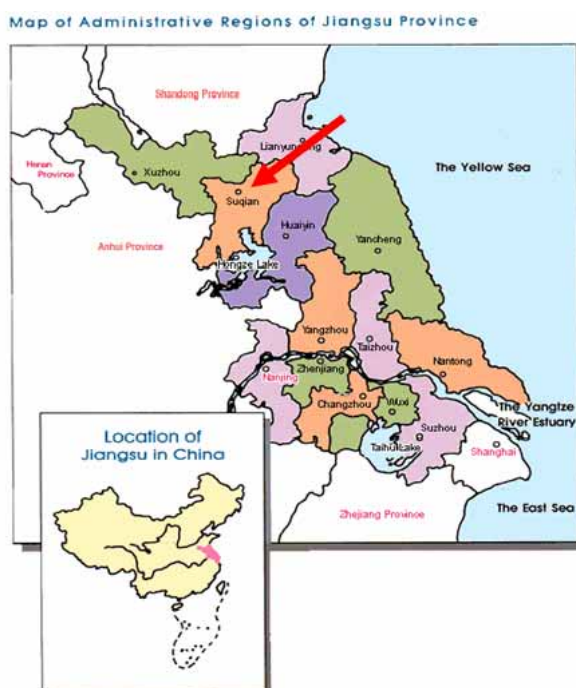 Map of Administrative Regions of Jiangsu Province
Shandong Province
Lianyungang
Henan
Province
Xuzhou
The Yellow Sea
Suqian
Huaiyin
Anhui Province
Yancheng
Hongze Lake
Yangzhou
Taizhou
Zhenjiang
Nantong
Nanjing
Changzhou
Wuxi
The Yangtze
River Estuary
Suzhou
Taihu Lake
Shanghai
Location of
Jiangsu in China
Zhejiang Province
The East Sea